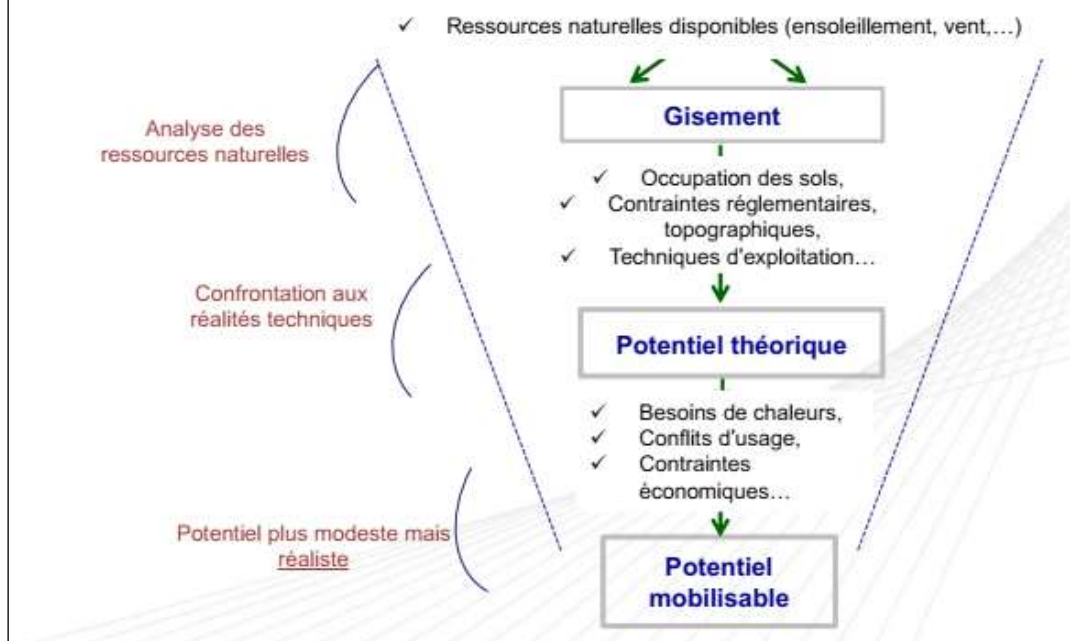 ✓ Ressources naturelles disponibles (ensoleillement, vent,…)
Analyse des
ressources naturelles
Gisement
✓ Occupation des sols,
✓ Contraintes réglementaires,
topographiques,
✓ Techniques d'exploitation…
Confrontation aux
réalités techniques
Potentiel théorique
✓ Besoins de chaleurs,
✓ Conflits d'usage,
✓ Contraintes
économiques…
Potentiel plus modeste mais
réaliste
Potentiel
mobilisable